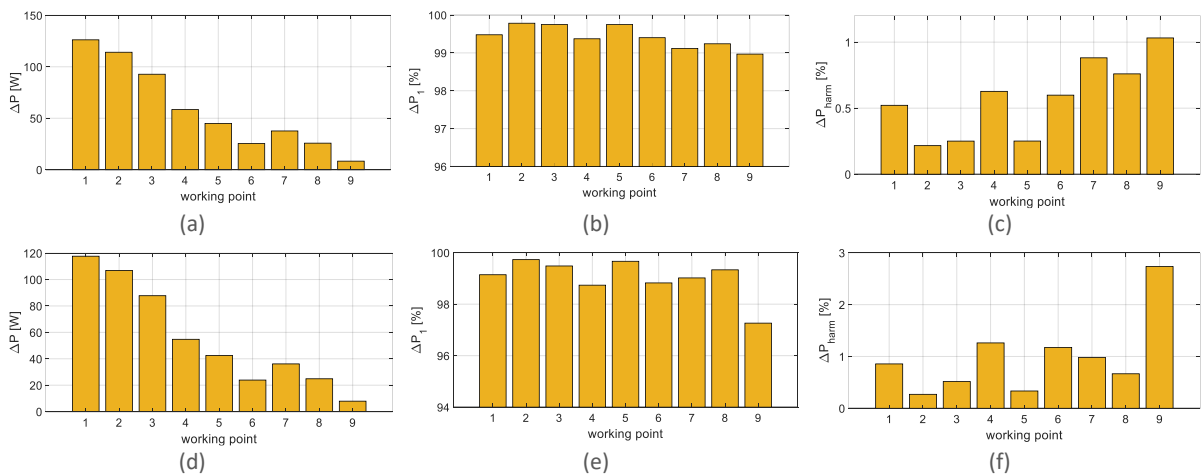 150
100
50
0
ΔP [W]
1 2 3 4 5 6 7 8 9
working point
(a)
100
99
98
97
96
ΔP₁ [%]
1 2 3 4 5 6 7 8 9
working point
(b)
1
0.5
0
ΔP_harm [%]
1 2 3 4 5 6 7 8 9
working point
(c)
120
100
80
60
40
20
0
ΔP [W]
1 2 3 4 5 6 7 8 9
working point
(d)
100
98
96
94
ΔP₁ [%]
1 2 3 4 5 6 7 8 9
working point
(e)
3
2
1
0
ΔP_harm [%]
1 2 3 4 5 6 7 8 9
working point
(f)